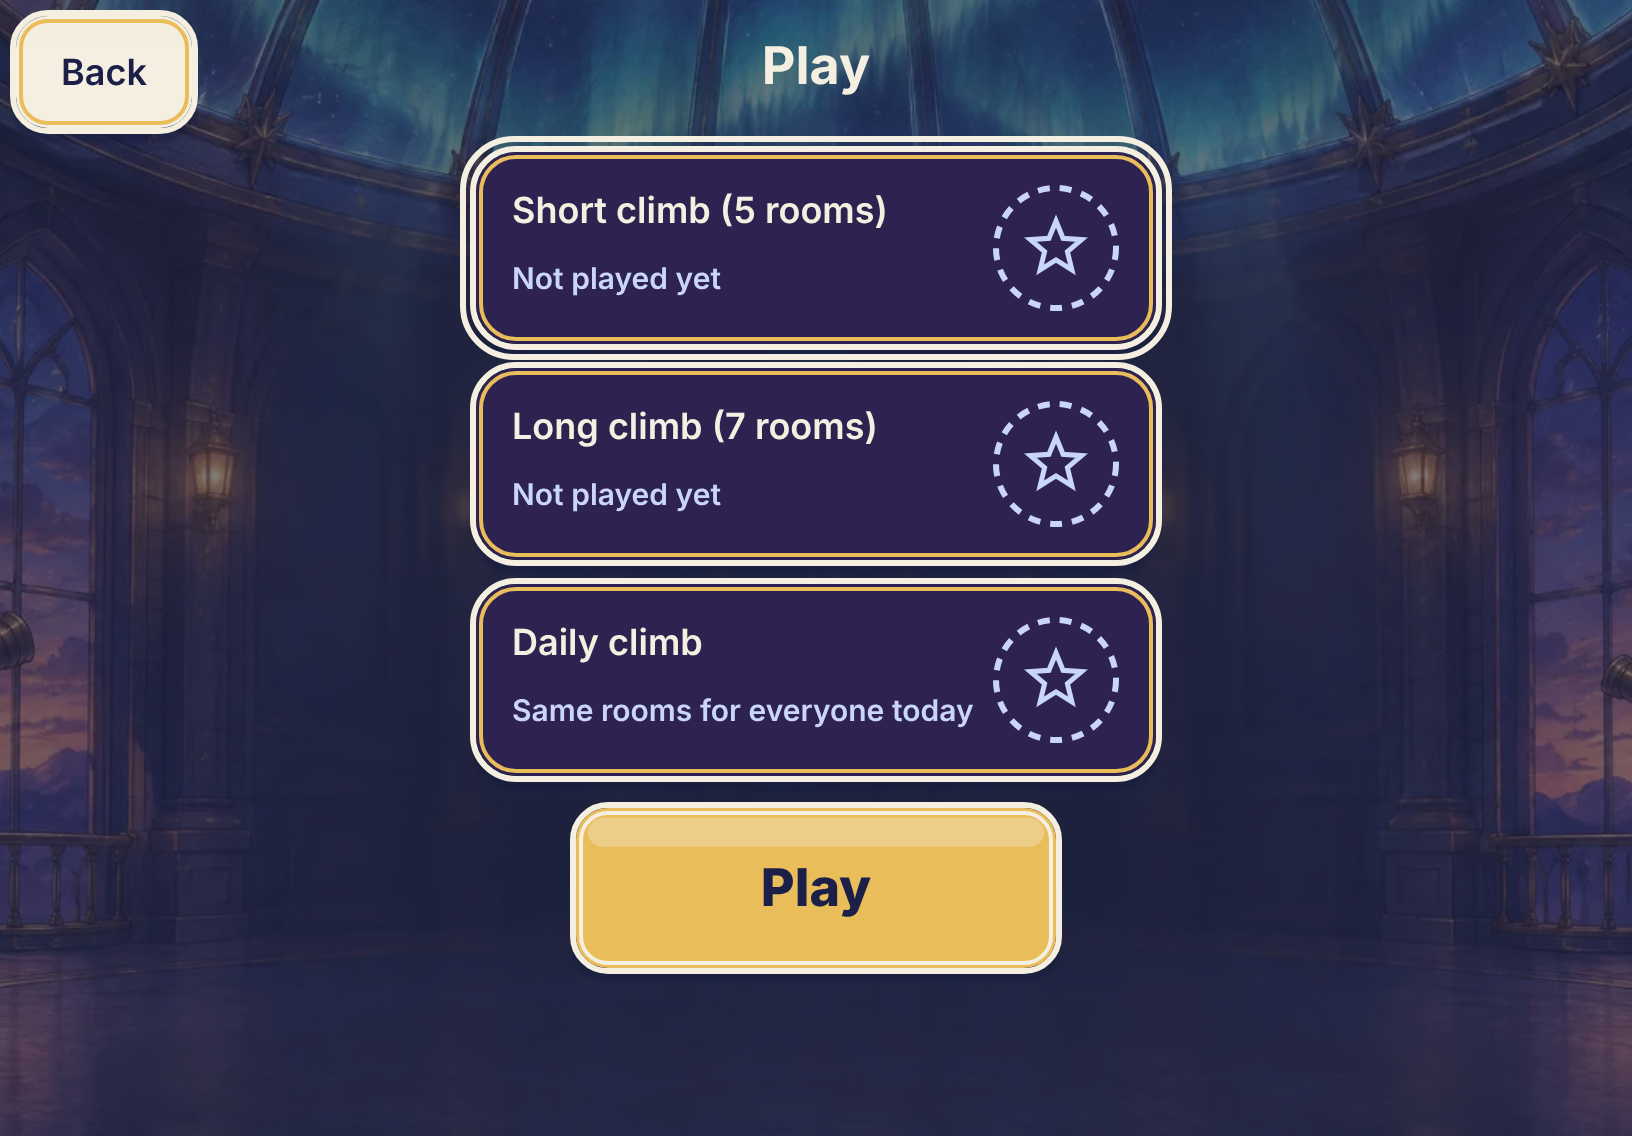 Back
Play
Short climb (5 rooms)
Not played yet
Long climb (7 rooms)
Not played yet
Daily climb
Same rooms for everyone today
Play